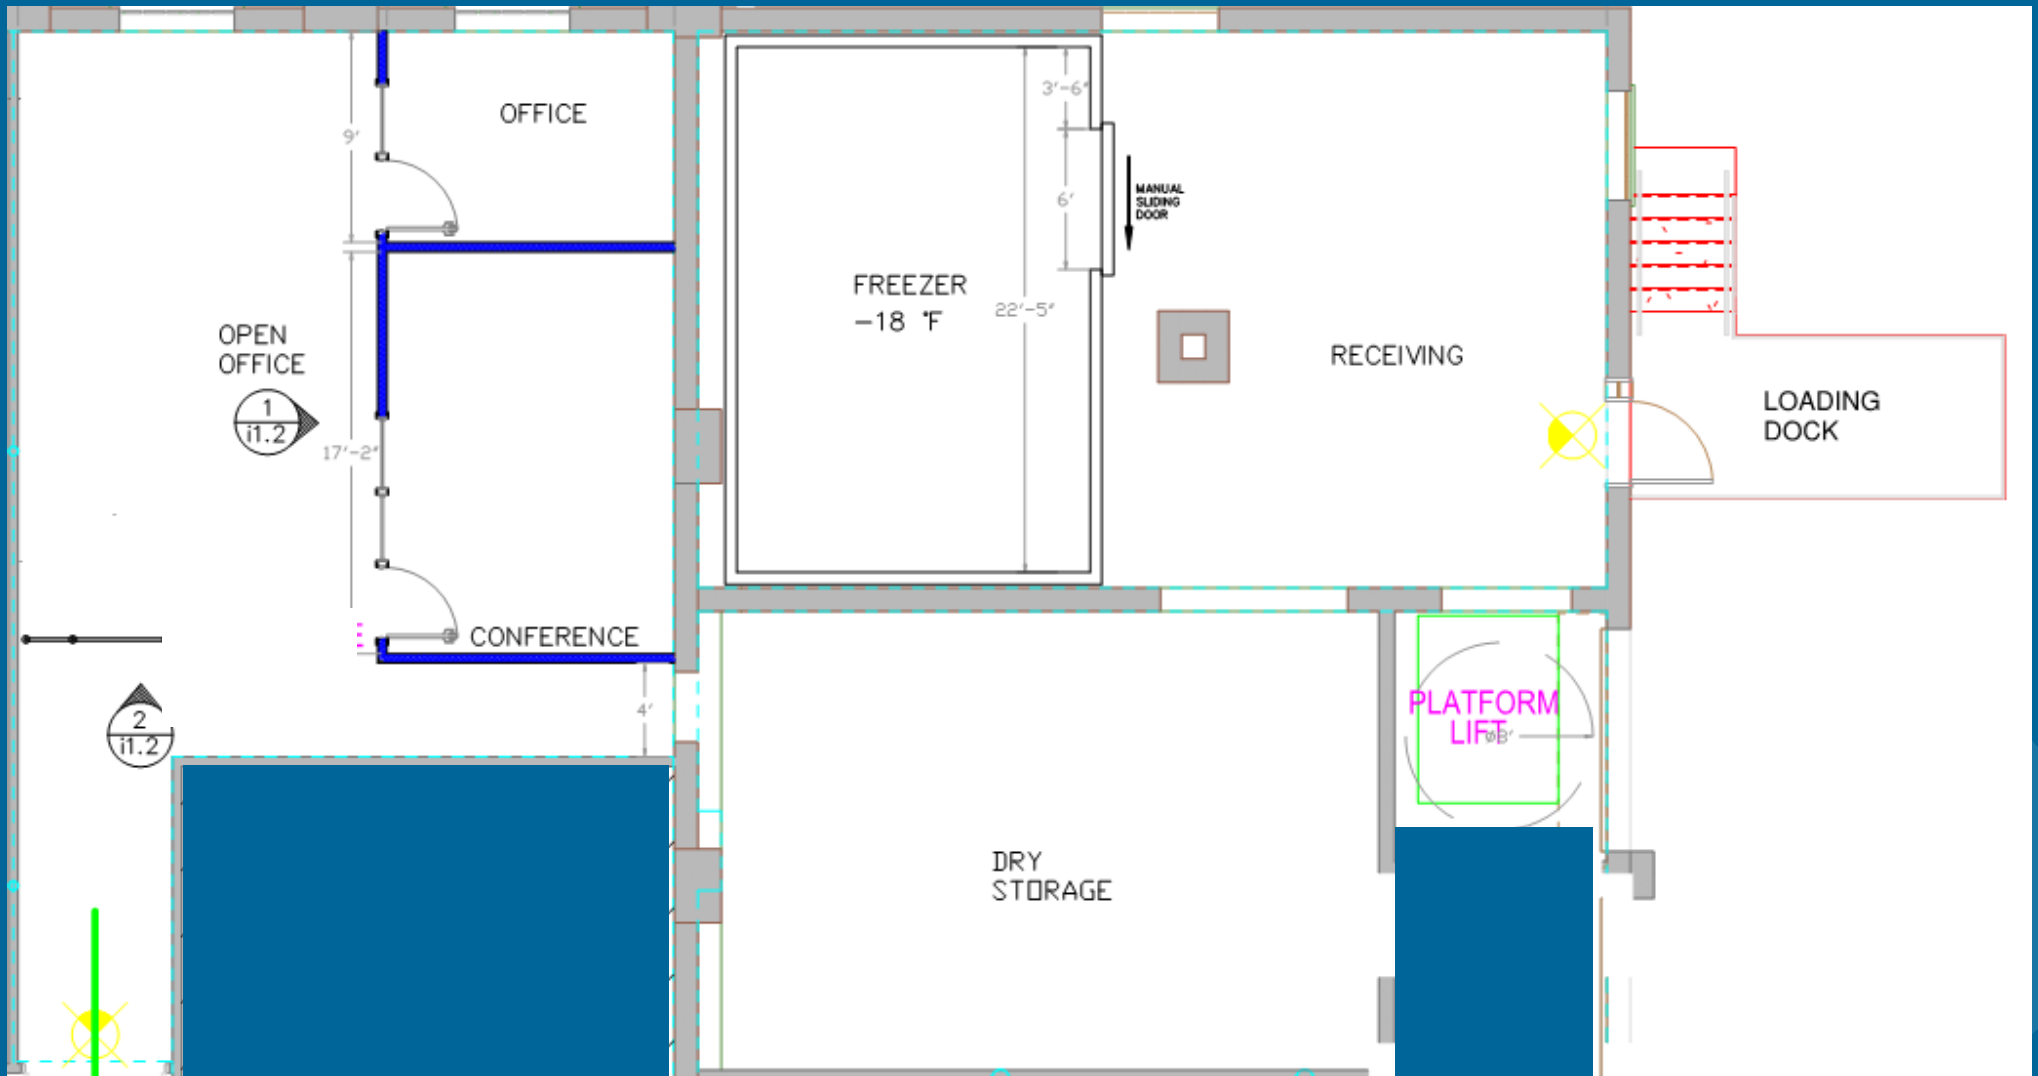 OFFICE
9'
3'-6"
6'
MANUAL
SLIDING
DOOR
FREEZER
-18 °F
22'-5"
OPEN
OFFICE
1
i1.2
17'-2"
RECEIVING
LOADING
DOCK
CONFERENCE
4'
2
i1.2
PLATFORM
LIFT
DRY
STORAGE